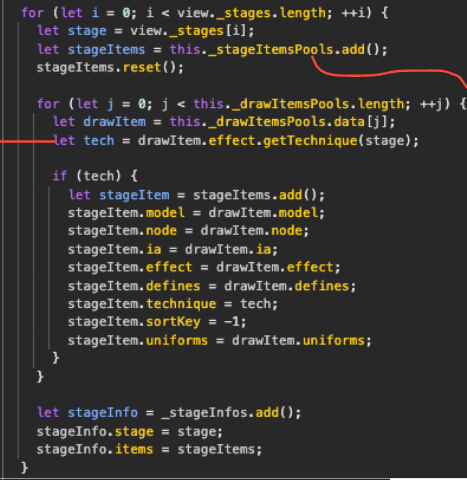 for (let i = 0; i < view._stages.length; ++i) {
let stage = view._stages[i];
let stageItems = this._stageItemsPools.add();
stageItems.reset();
for (let j = 0; j < this._drawItemsPools.length; ++j) {
let drawItem = this._drawItemsPools.data[j];
let tech = drawItem.effect.getTechnique(stage);
if (tech) {
let stageItem = stageItems.add();
stageItem.model = drawItem.model;
stageItem.node = drawItem.node;
stageItem.ia = drawItem.ia;
stageItem.effect = drawItem.effect;
stageItem.defines = drawItem.defines;
stageItem.technique = tech;
stageItem.sortKey = -1;
stageItem.uniforms = drawItem.uniforms;
}
}
let stageInfo = _stageInfos.add();
stageInfo.stage = stage;
stageInfo.items = stageItems;
}